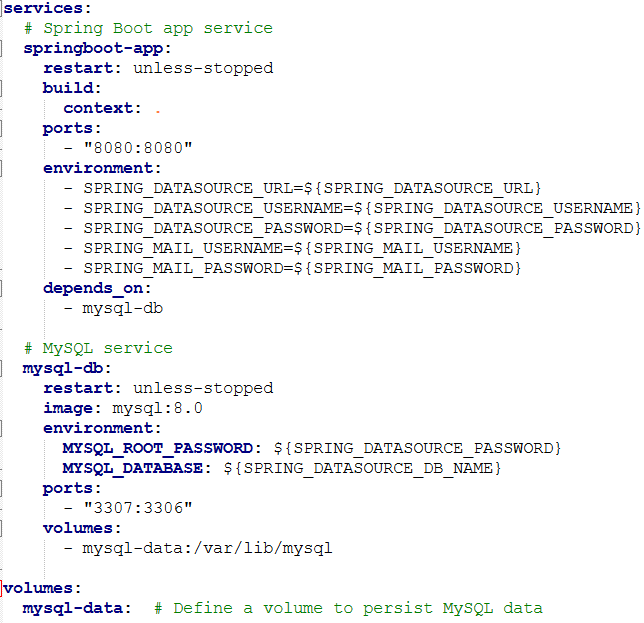 services:
  # Spring Boot app service
  springboot-app:
    restart: unless-stopped
    build:
      context: .
    ports:
      - "8080:8080"
    environment:
      - SPRING_DATASOURCE_URL=${SPRING_DATASOURCE_URL}
      - SPRING_DATASOURCE_USERNAME=${SPRING_DATASOURCE_USERNAME}
      - SPRING_DATASOURCE_PASSWORD=${SPRING_DATASOURCE_PASSWORD}
      - SPRING_MAIL_USERNAME=${SPRING_MAIL_USERNAME}
      - SPRING_MAIL_PASSWORD=${SPRING_MAIL_PASSWORD}
    depends_on:
      - mysql-db

  # MySQL service
  mysql-db:
    restart: unless-stopped
    image: mysql:8.0
    environment:
      MYSQL_ROOT_PASSWORD: ${SPRING_DATASOURCE_PASSWORD}
      MYSQL_DATABASE: ${SPRING_DATASOURCE_DB_NAME}
    ports:
      - "3307:3306"
    volumes:
      - mysql-data:/var/lib/mysql

volumes:
  mysql-data:  # Define a volume to persist MySQL data